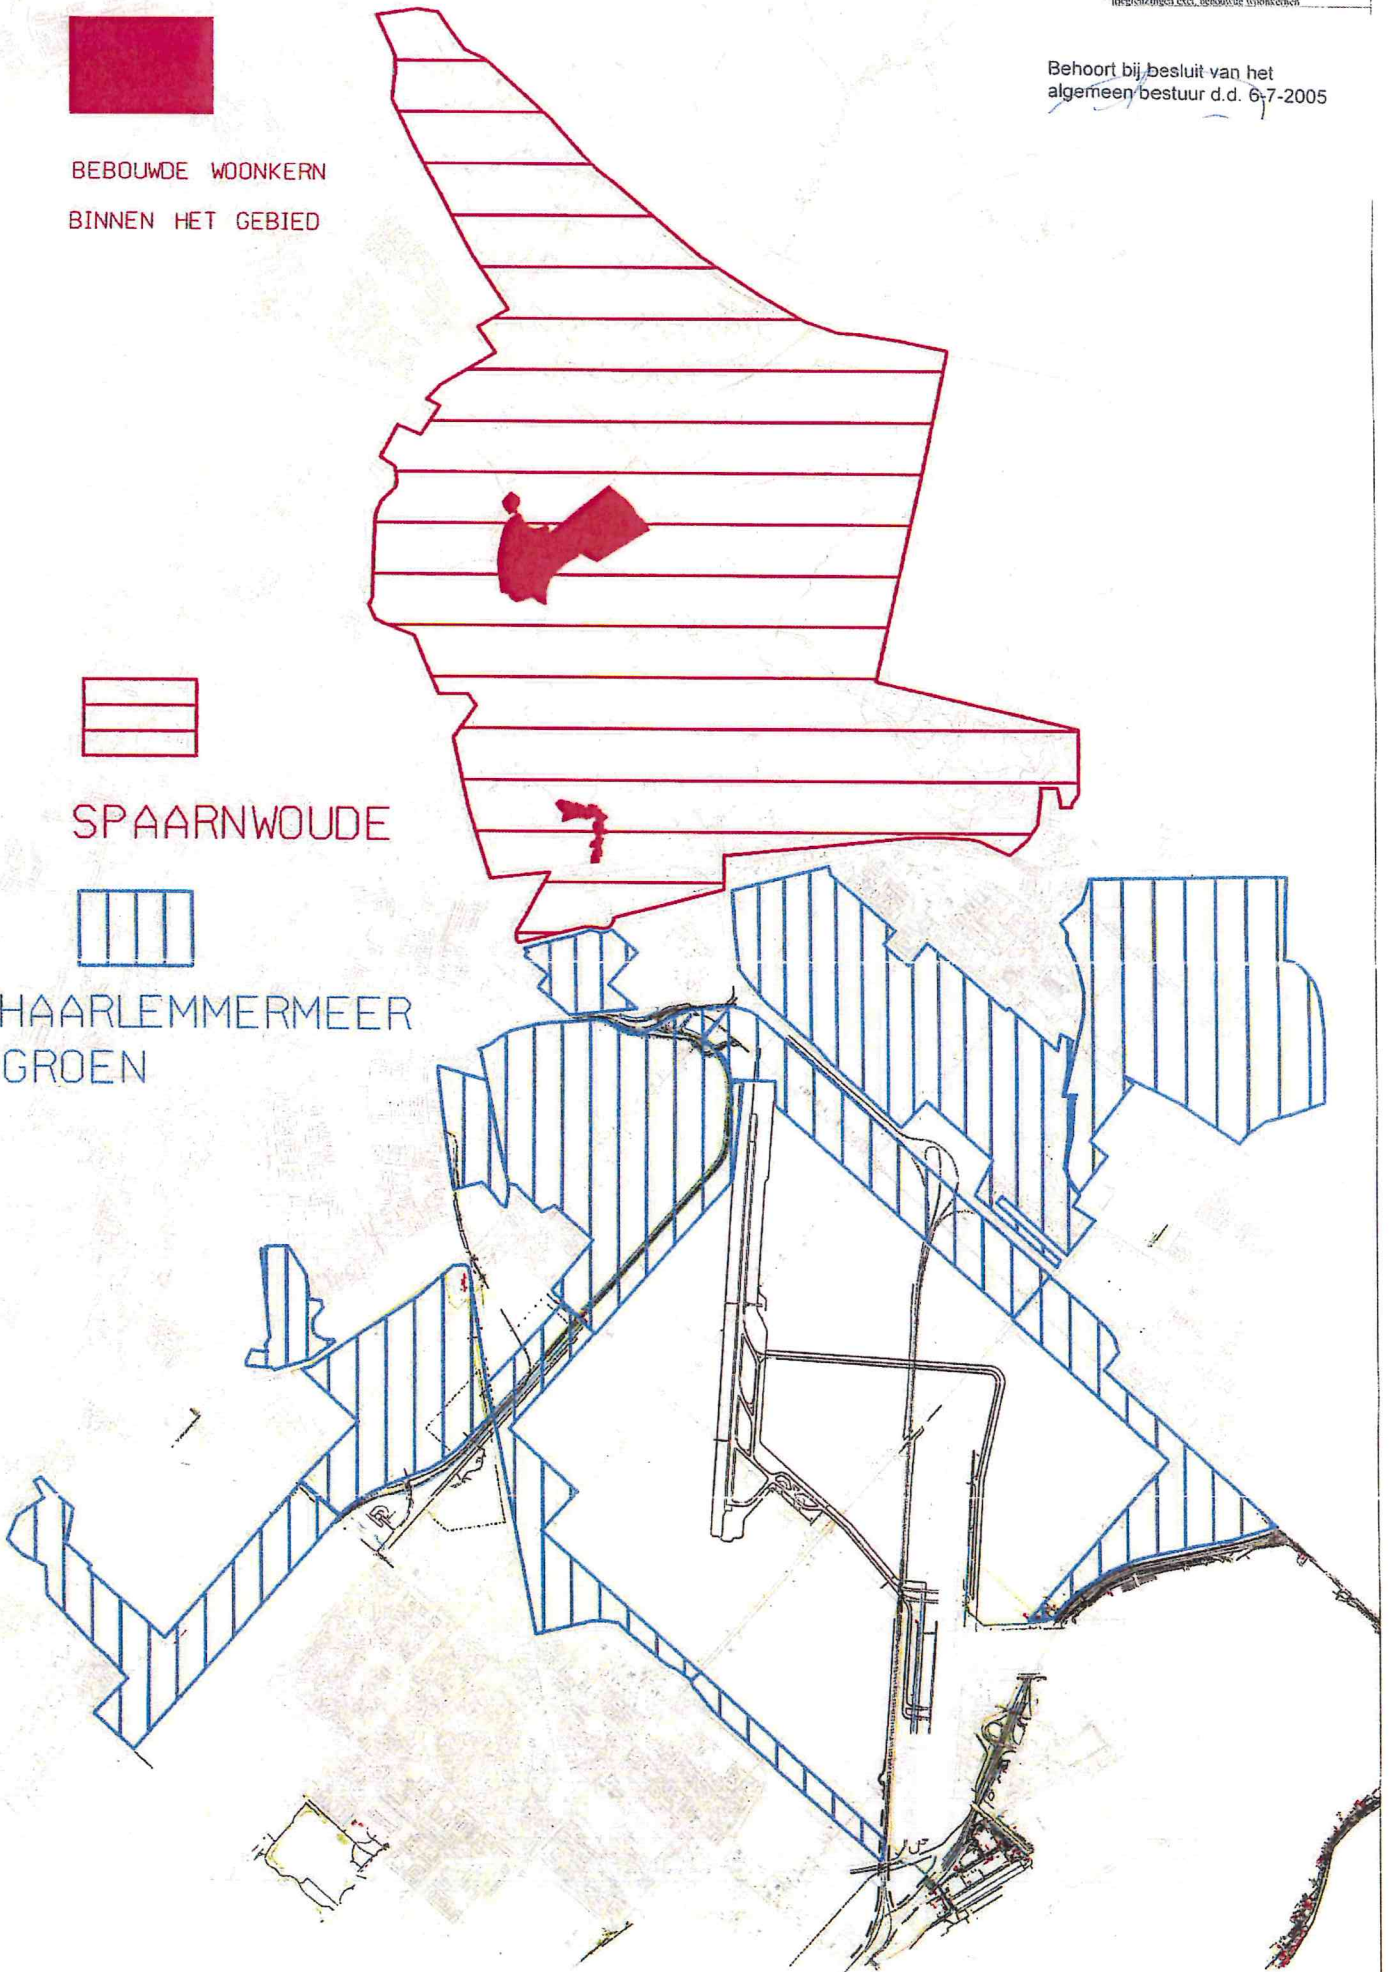 Behoort bij besluit van het
algemeen bestuur d.d. 6-7-2005
BEBOUWDE WOONKERN
BINNEN HET GEBIED
SPAARNWOUDE
HAARLEMMERMEER
GROEN